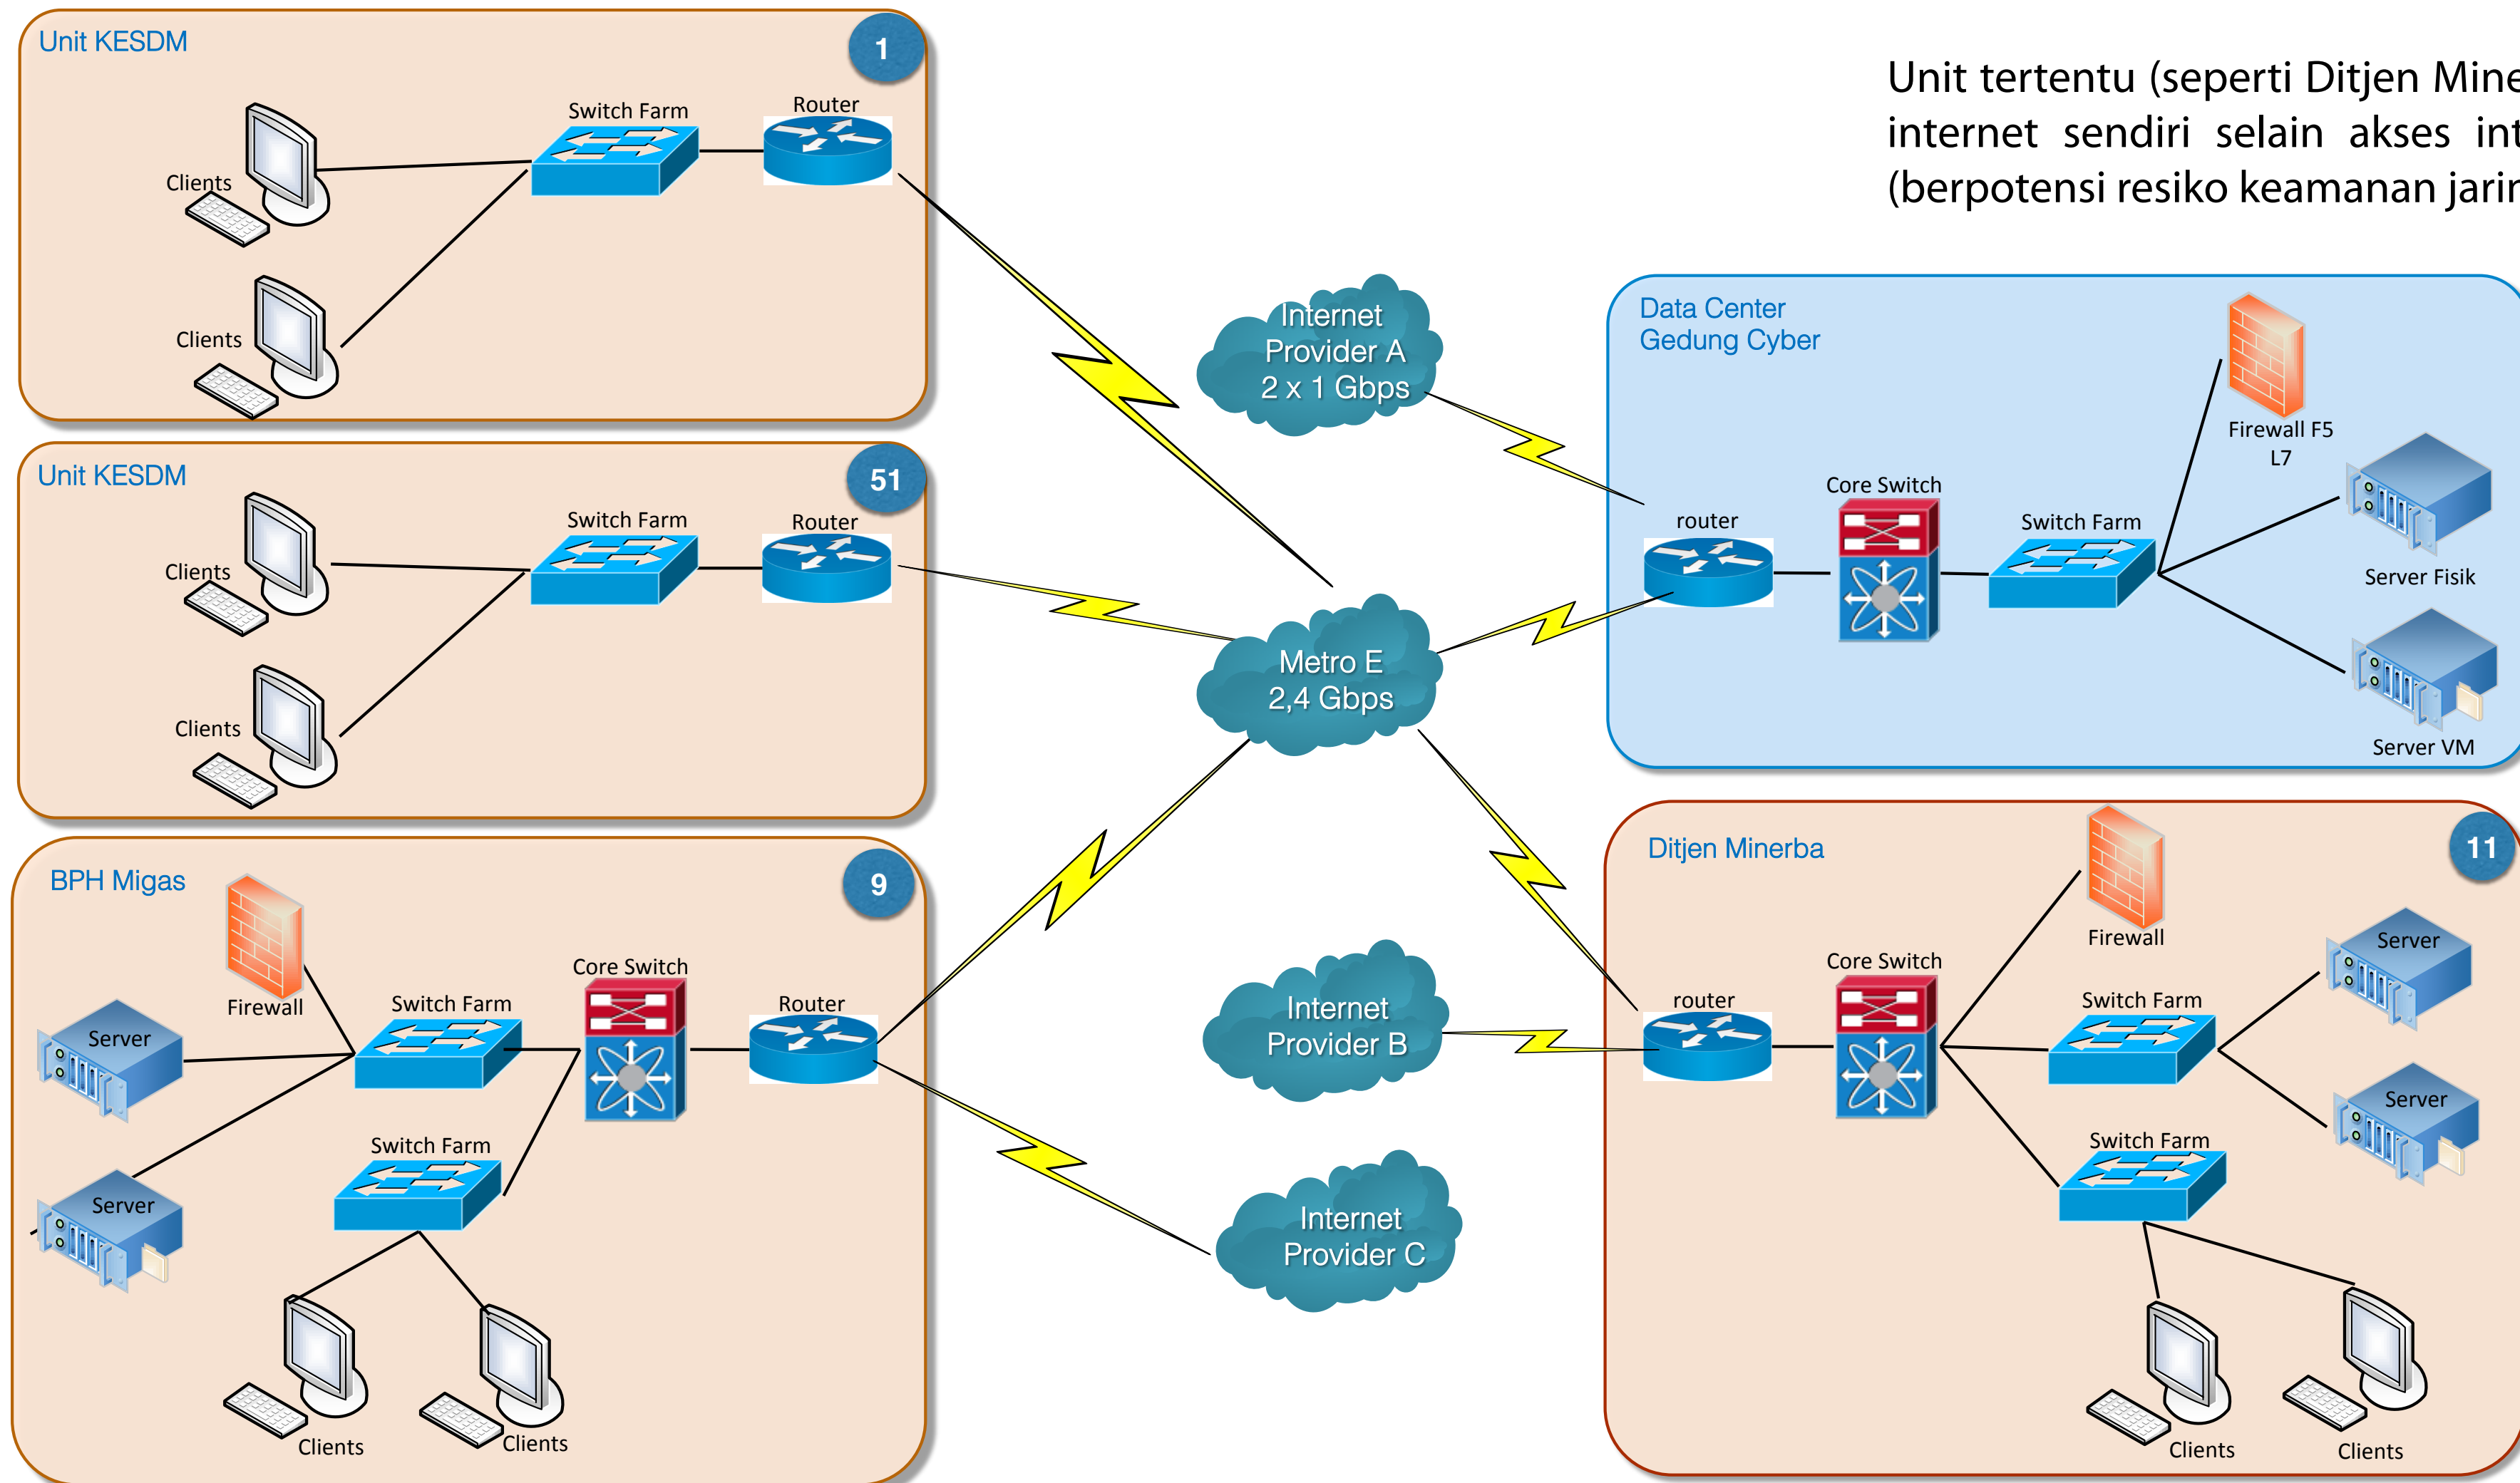 Unit KESDM
1
Clients
Switch Farm
Router
Clients
Unit tertentu (seperti Ditjen
internet sendiri selain akses
(berpotensi resiko keamanan
Internet
Provider A
2 x 1 Gbps
Data Center
Gedung Cyber
Firewall F5
L7
Core Switch
router
Switch Farm
Server Fisik
Server VM
Unit KESDM
51
Clients
Switch Farm
Router
Clients
Metro E
2,4 Gbps
BPH Migas
9
Firewall
Server
Switch Farm
Core Switch
Router
Switch Farm
Server
Clients
Clients
Internet
Provider B
Internet
Provider C
Ditjen Minerba
11
Firewall
Core Switch
router
Switch Farm
Server
Server
Switch Farm
Clients
Clients